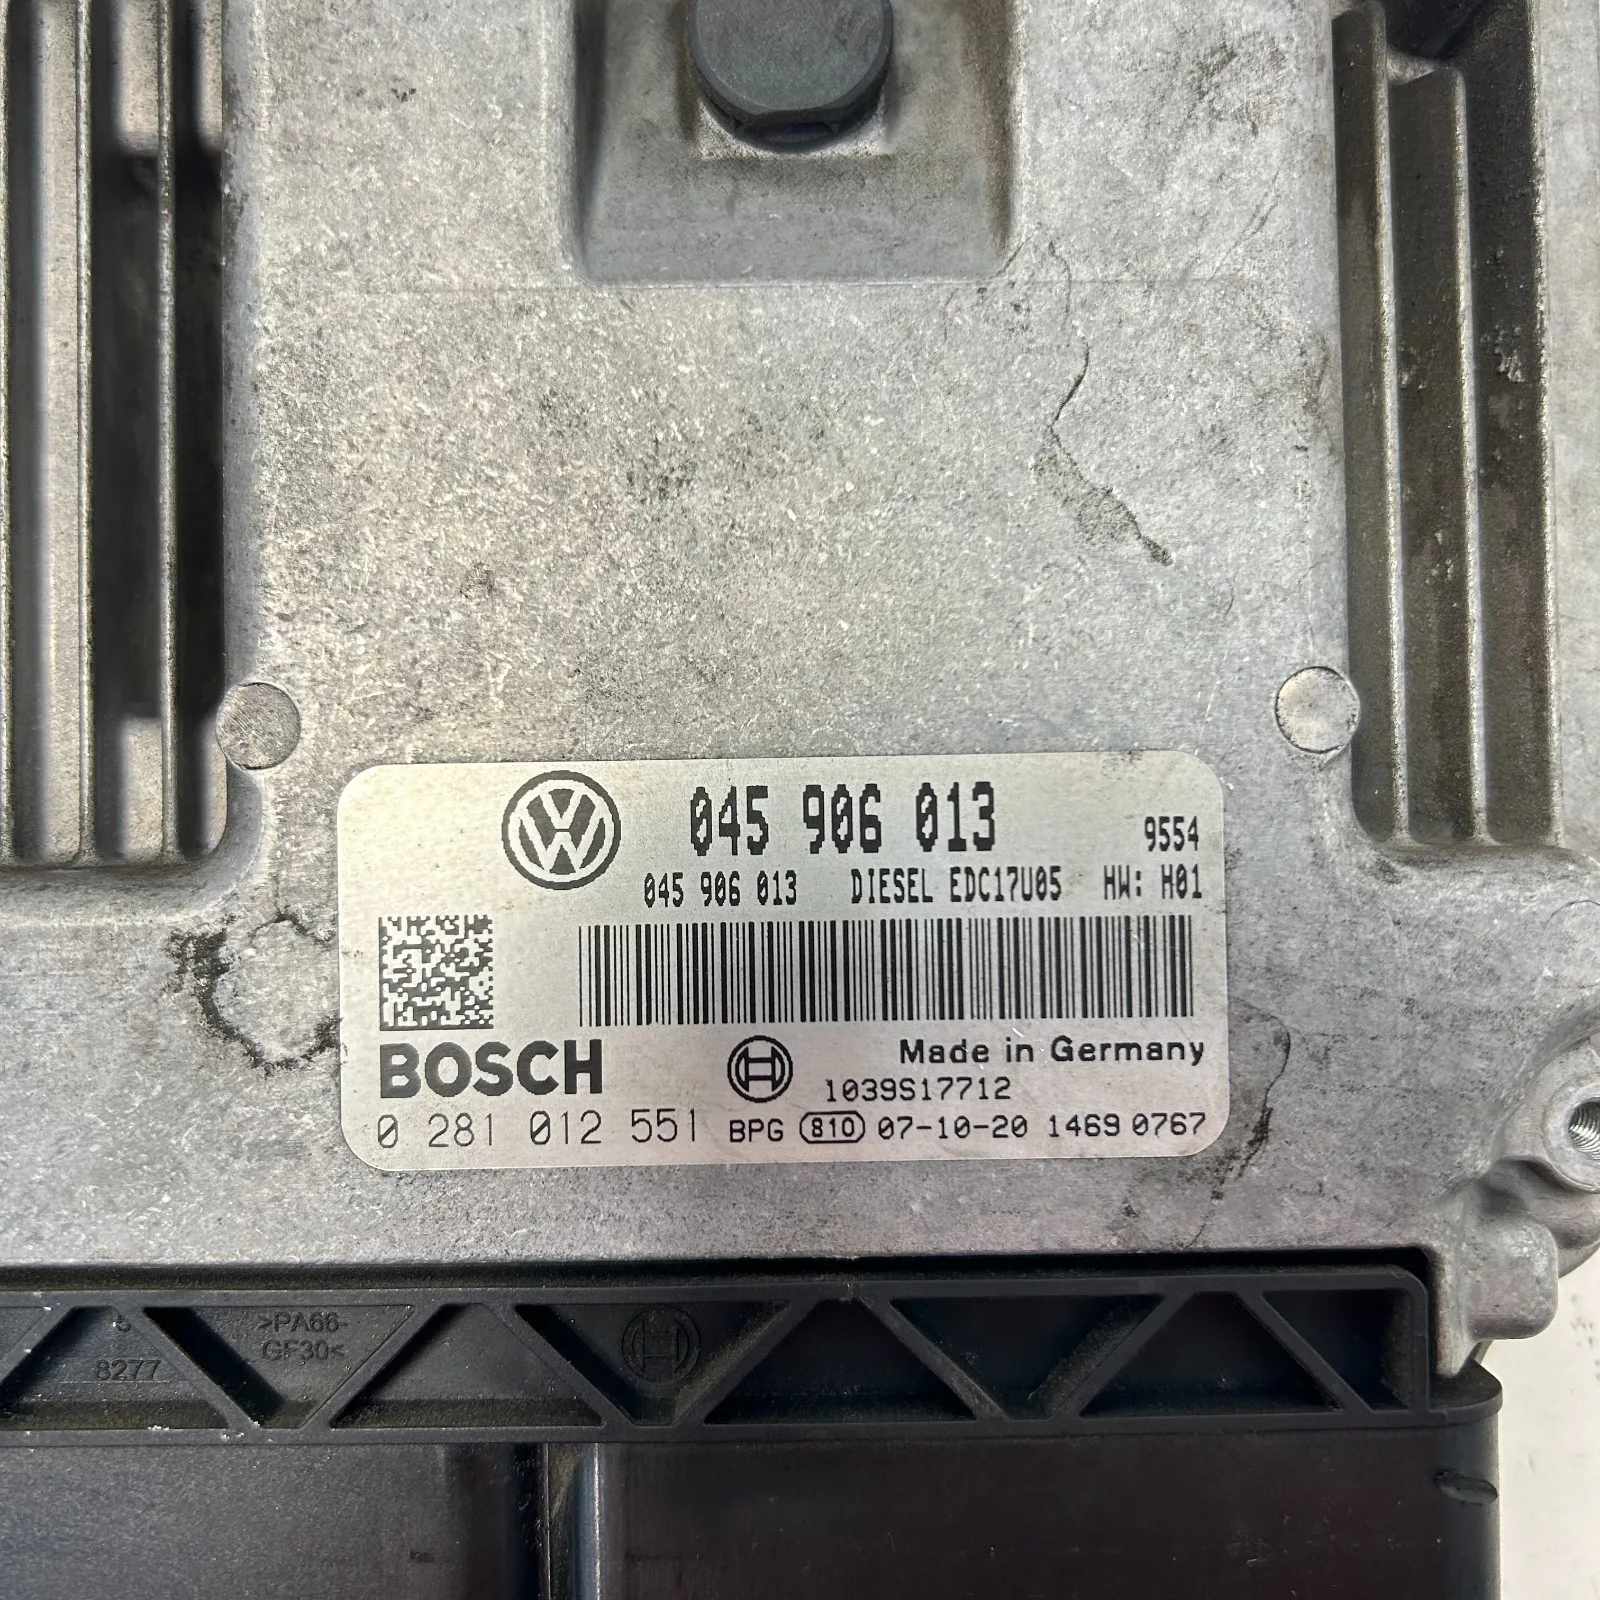 045 906 013
9554
045 906 013 DIESEL EDC17U05 HW: H01
BOSCH
Made in Germany
1039S17712
0 281 012 551 BPG 810 07-10-20 1469 0767
>PA66-
GF30<
8277